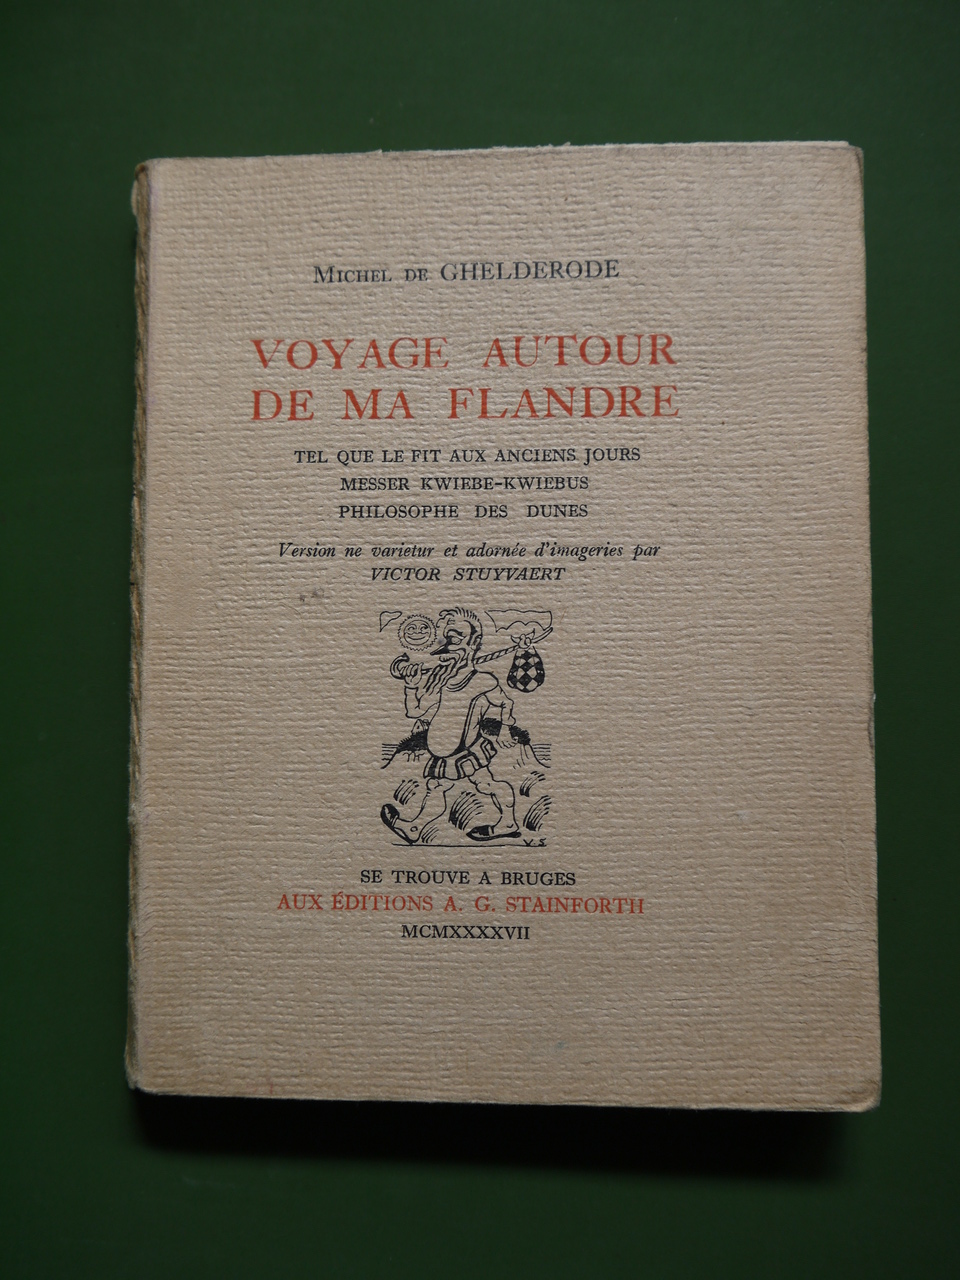 MICHEL DE GHELDERODE
VOYAGE AUTOUR
DE MA FLANDRE
TEL QUE LE FIT AUX ANCIENS JOURS
MESSER KWIEBE-KWIEBUS
PHILOSOPHE DES DUNES
Version ne varietur et adornée d'imageries par
VICTOR STUYVAERT
V S
SE TROUVE A BRUGES
AUX ÉDITIONS A. G. STAINFORTH
MCMXXXXVII